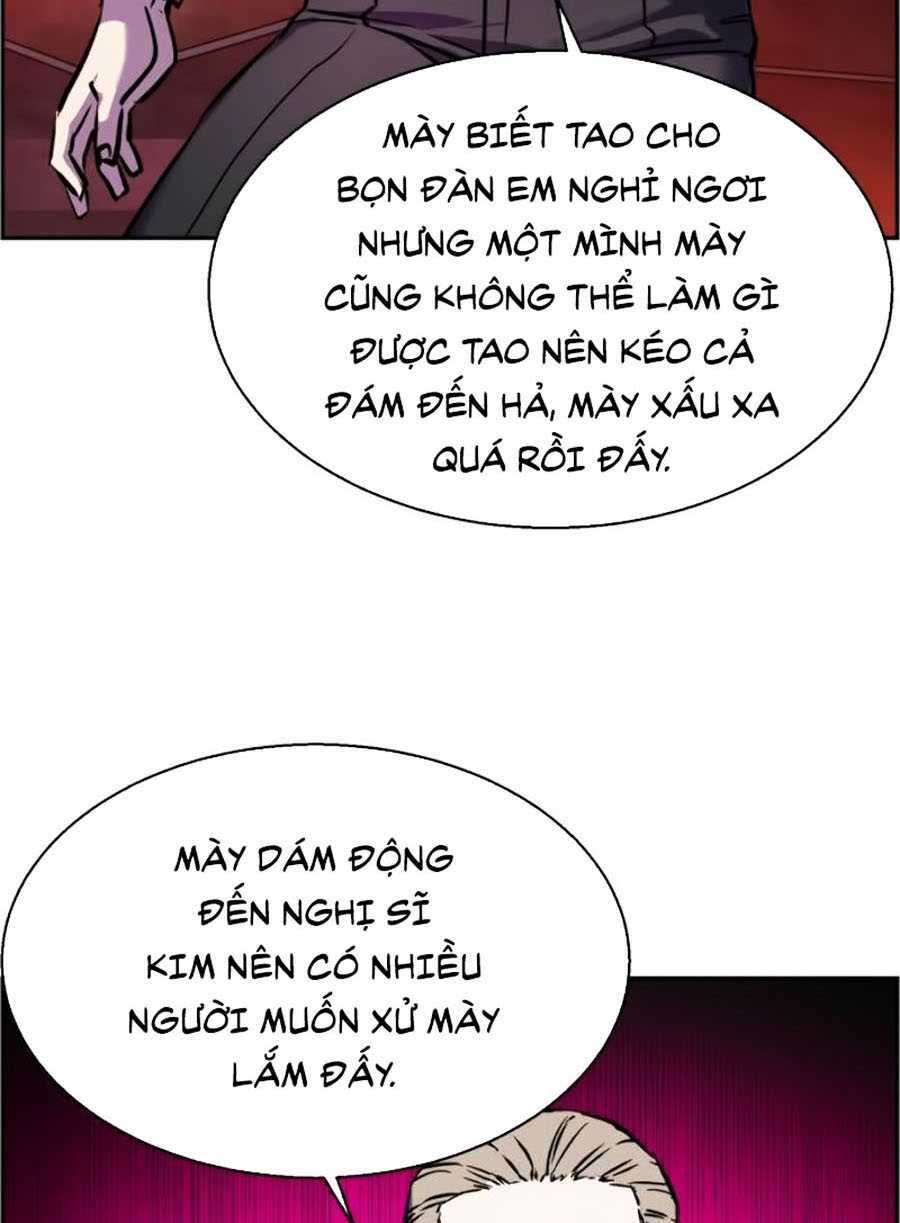 MÀY BIẾT TAO CHO
BỌN ĐÀN EM NGHỈ NGƠI
NHƯNG MỘT MÌNH MÀY
CŨNG KHÔNG THỂ LÀM GÌ
ĐƯỢC TAO NÊN KÉO CẢ
ĐÁM ĐẾN HẢ, MÀY XẤU XA
QUÁ RỒI ĐẤY.
MÀY DÁM ĐỘNG
ĐẾN NGHỊ SĨ
KIM NÊN CÓ NHIỀU
NGƯỜI MUỐN XỬ MÀY
LẮM ĐẤY.